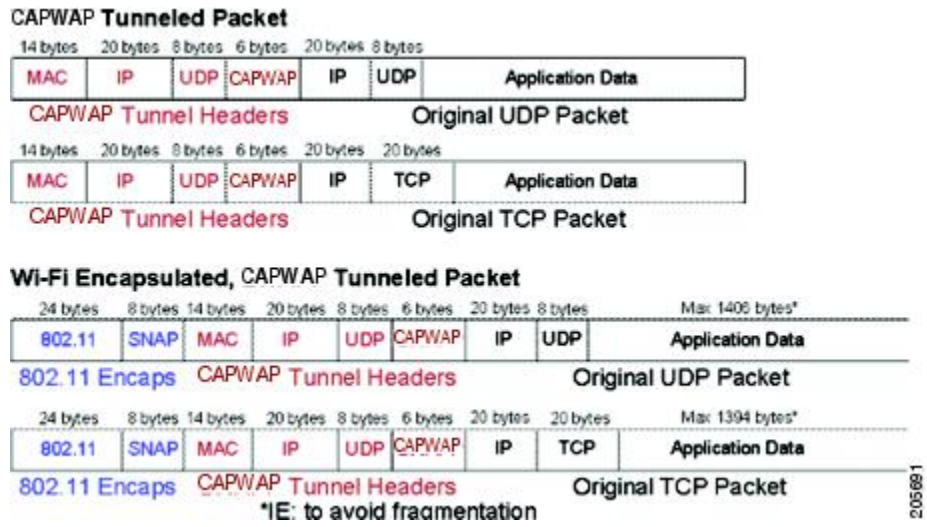 CAPWAP Tunneled Packet
14 bytes 20 bytes 8 bytes 6 bytes 20 bytes 8 bytes
MAC IP UDP CAPWAP IP UDP Application Data
CAPWAP Tunnel Headers Original UDP Packet
14 bytes 20 bytes 8 bytes 6 bytes 20 bytes 20 bytes
MAC IP UDP CAPWAP IP TCP Application Data
CAPWAP Tunnel Headers Original TCP Packet
Wi-Fi Encapsulated, CAPWAP Tunneled Packet
24 bytes 8 bytes 14 bytes 20 bytes 8 bytes 6 bytes 20 bytes 8 bytes Max 1406 bytes*
802.11 SNAP MAC IP UDP CAPWAP IP UDP Application Data
802.11 Encaps CAPWAP Tunnel Headers Original UDP Packet
24 bytes 8 bytes 14 bytes 20 bytes 8 bytes 6 bytes 20 bytes 20 bytes Max 1394 bytes*
802.11 SNAP MAC IP UDP CAPWAP IP TCP Application Data
802.11 Encaps CAPWAP Tunnel Headers Original TCP Packet
*IE: to avoid fragmentation
205691